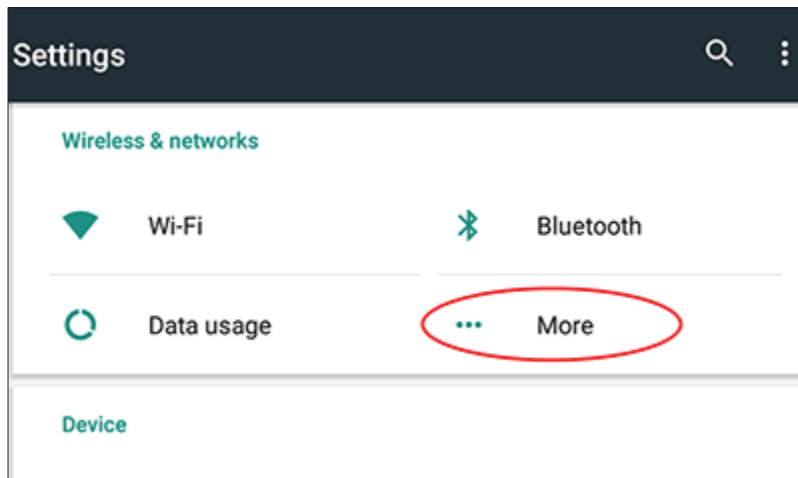 Settings
Wireless & networks
Wi-Fi
Bluetooth
Data usage
More
Device